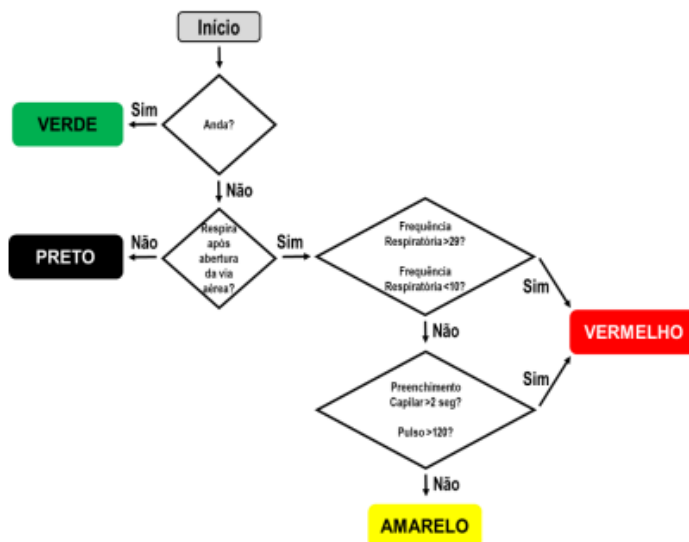 Início
Anda?
Sim
VERDE
Não
Respira
após
abertura
da via
aérea?
Não
PRETO
Sim
Frequência
Respiratória >29?
Frequência
Respiratória <10?
Sim
VERMELHO
Não
Preenchimento
Capilar >2 seg?
Pulso >120?
Sim
Não
AMARELO